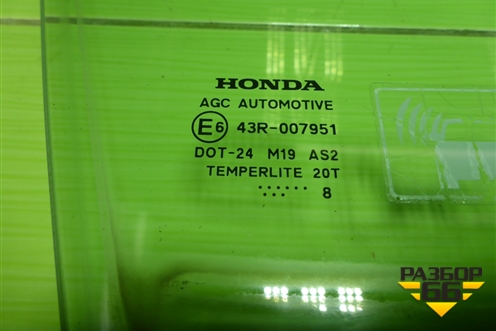 HONDA
AGC AUTOMOTIVE
E6 43R-007951
DOT-24 M19 AS2
TEMPERLITE 20T
....... 8
РАЗБОР
66